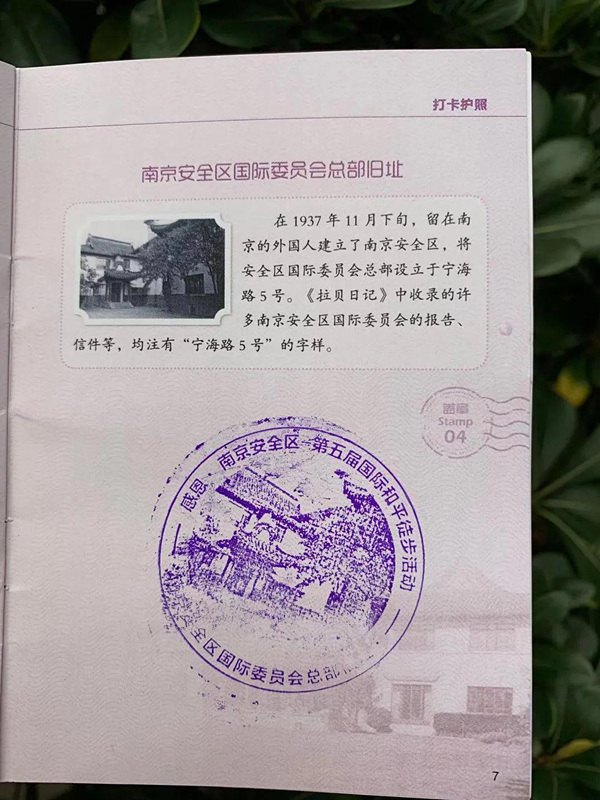 打卡护照
南京安全区国际委员会总部旧址
在 1937 年 11 月下旬，留在南
京的外国人建立了南京安全区，将
安全区国际委员会总部设立于宁海
路 5 号。《拉贝日记》中收录的许
多南京安全区国际委员会的报告、
信件等，均注有“宁海路 5 号”的字样。
盖章
Stamp
04
感恩 南京安全区 第五届国际和平徒步活动
全区国际委员会总部
7